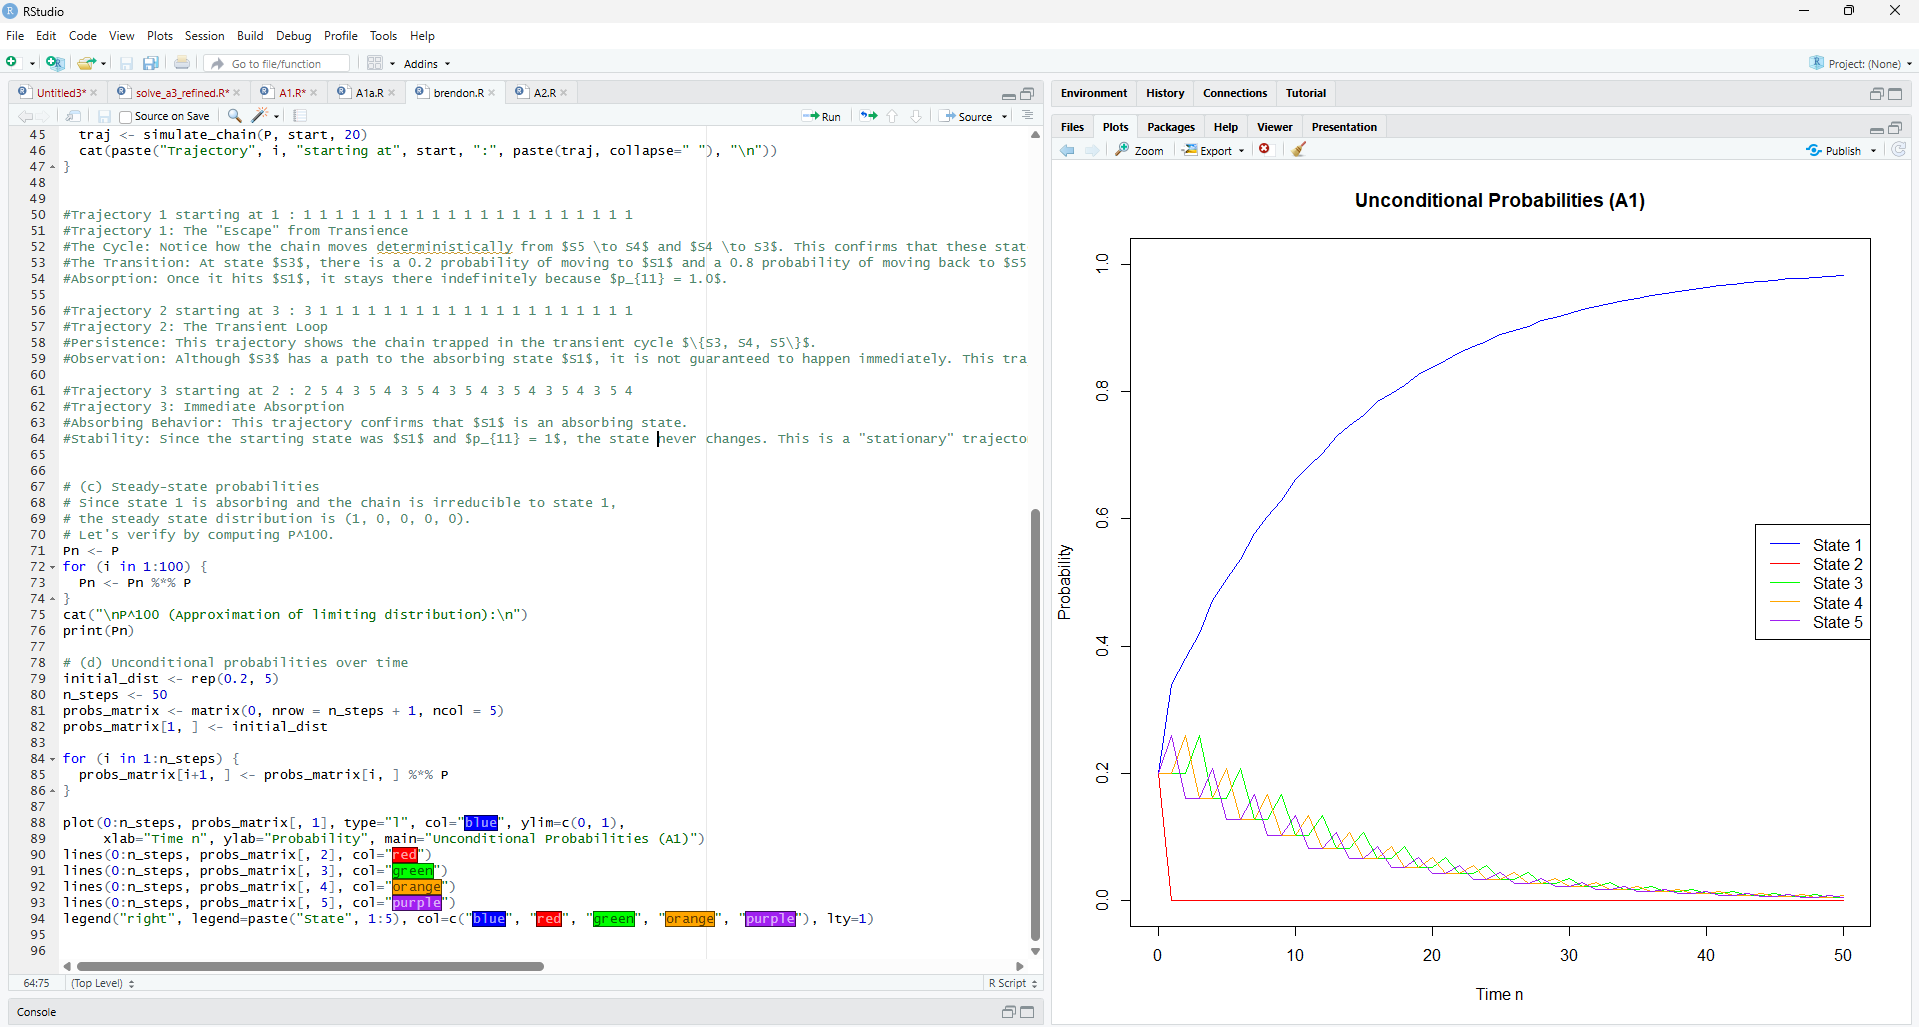 RStudio
File Edit Code View Plots Session Build Debug Profile Tools Help
Go to file/function Addins Project: (None)
Untitled3* solve_a3_refined.R* A1.R* A1a.R brendon.R A2.R
Source on Save Run Source
45 traj <- simulate_chain(P, start, 20)
46 cat(paste("Trajectory", i, "starting at", start, ":", paste(traj, collapse=" "), "\n"))
47 }
48
49
50 #Trajectory 1 starting at 1 : 1 1 1 1 1 1 1 1 1 1 1 1 1 1 1 1 1 1 1 1 1
51 #Trajectory 1: The "Escape" from Transience
52 #The Cycle: Notice how the chain moves deterministically from $S5 \to S4$ and $S4 \to S3$. This confirms that these stat
53 #The Transition: At state $S3$, there is a 0.2 probability of moving to $S1$ and a 0.8 probability of moving back to $S5
54 #Absorption: Once it hits $S1$, it stays there indefinitely because $p_{11} = 1.0$.
55
56 #Trajectory 2 starting at 3 : 3 1 1 1 1 1 1 1 1 1 1 1 1 1 1 1 1 1 1 1 1
57 #Trajectory 2: The Transient Loop
58 #Persistence: This trajectory shows the chain trapped in the transient cycle $\{S3, S4, S5\}$.
59 #Observation: Although $S3$ has a path to the absorbing state $S1$, it is not guaranteed to happen immediately. This tra
60
61 #Trajectory 3 starting at 2 : 2 5 4 3 5 4 3 5 4 3 5 4 3 5 4 3 5 4 3 5 4
62 #Trajectory 3: Immediate Absorption
63 #Absorbing Behavior: This trajectory confirms that $S1$ is an absorbing state.
64 #Stability: Since the starting state was $S1$ and $p_{11} = 1$, the state never changes. This is a "stationary" trajecto
65
66
67 # (c) Steady-state probabilities
68 # Since state 1 is absorbing and the chain is irreducible to state 1,
69 # the steady state distribution is (1, 0, 0, 0, 0).
70 # Let's verify by computing P^100.
71 Pn <- P
72 for (i in 1:100) {
73 Pn <- Pn %*% P
74 }
75 cat("\nP^100 (Approximation of limiting distribution):\n")
76 print(Pn)
77
78 # (d) Unconditional probabilities over time
79 initial_dist <- rep(0.2, 5)
80 n_steps <- 50
81 probs_matrix <- matrix(0, nrow = n_steps + 1, ncol = 5)
82 probs_matrix[1, ] <- initial_dist
83
84 for (i in 1:n_steps) {
85 probs_matrix[i+1, ] <- probs_matrix[i, ] %*% P
86 }
87
88 plot(0:n_steps, probs_matrix[, 1], type="l", col="blue", ylim=c(0, 1),
89 xlab="Time n", ylab="Probability", main="Unconditional Probabilities (A1)")
90 lines(0:n_steps, probs_matrix[, 2], col="red")
91 lines(0:n_steps, probs_matrix[, 3], col="green")
92 lines(0:n_steps, probs_matrix[, 4], col="orange")
93 lines(0:n_steps, probs_matrix[, 5], col="purple")
94 legend("right", legend=paste("State", 1:5), col=c("blue", "red", "green", "orange", "purple"), lty=1)
95
96
64:75 (Top Level) R Script
Console
Environment History Connections Tutorial
Files Plots Packages Help Viewer Presentation
Zoom Export Publish
Unconditional Probabilities (A1)
1.0
0.8
0.6
0.4
0.2
0.0
Probability
State 1
State 2
State 3
State 4
State 5
0 10 20 30 40 50
Time n